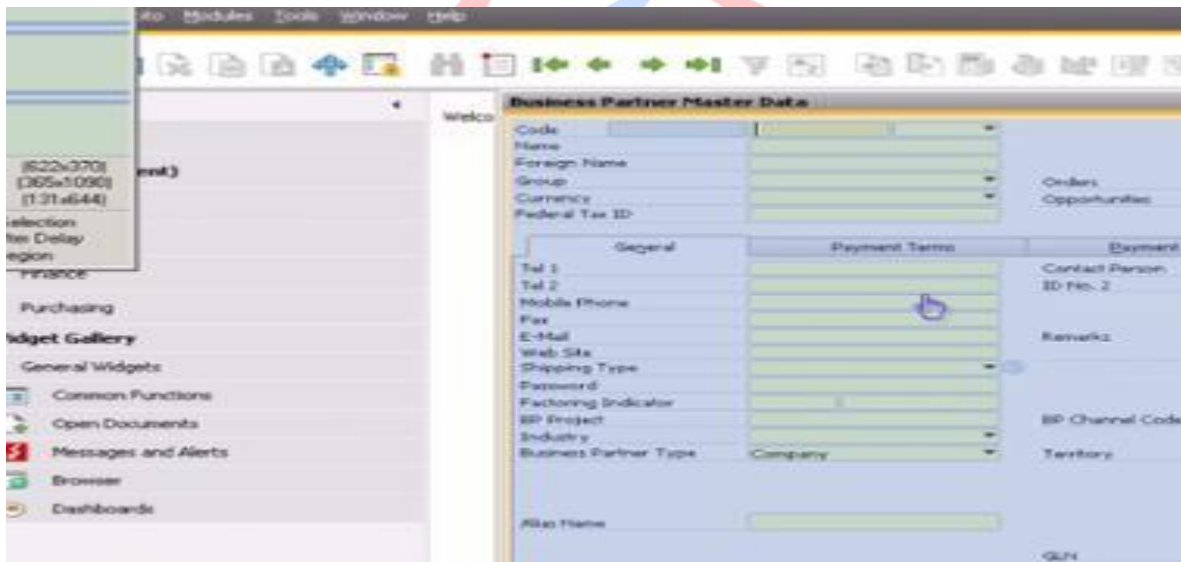 Modules Tools Window Help
Business Partner Master Data
Welco
Code
Name
Foreign Name
Group
Orders
Currency
Opportunities
Federal Tax ID
General
Payment Terms
Payment
Tel 1
Contact Person
Tel 2
ID No. 2
Mobile Phone
Fax
E-Mail
Remarks
Web Site
Shipping Type
Password
Factoring Indicator
BP Project
BP Channel Code
Industry
Business Partner Type
Company
Territory
Alias Name
GLN
(622x370)
(365x1090)
(131x644)
election
ter Delay
egion
ent)
Finance
Purchasing
idget Gallery
General Widgets
Common Functions
Open Documents
Messages and Alerts
Browser
Dashboards